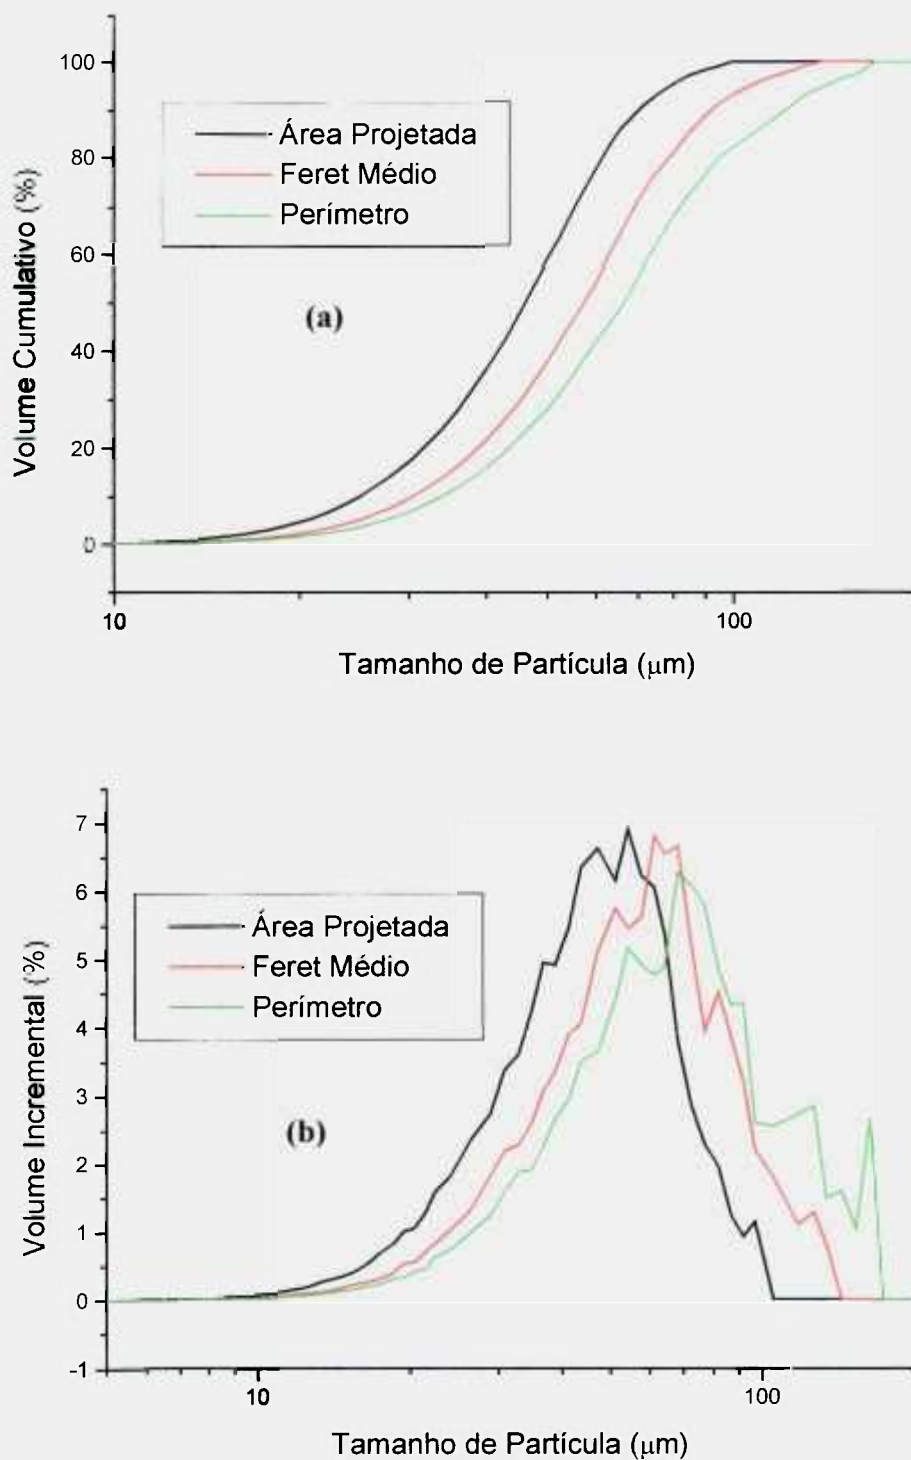 100
80
60
40
20
0
Volume Cumulativo (%)
Área Projetada
Feret Médio
Perímetro
(a)
10
100
Tamanho de Partícula (μm)
7
6
5
4
3
2
1
0
-1
Volume Incremental (%)
Área Projetada
Feret Médio
Perímetro
(b)
10
100
Tamanho de Partícula (μm)